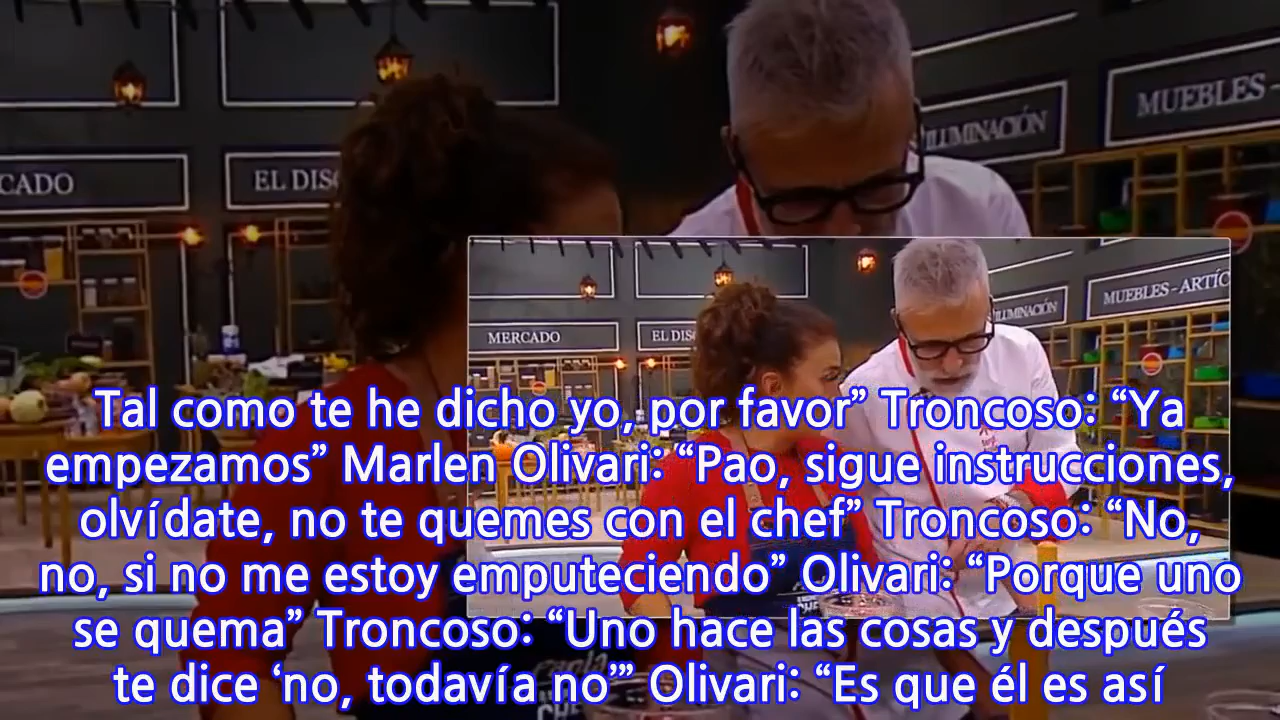 MUEBLES -
ILUMINACIÓN
CADO
EL DISC
MUEBLES - ARTÍC
ILUMINACIÓN
MERCADO
EL DISC
Tal como te he dicho yo, por favor” Troncoso: “Ya
empezamos” Marlen Olivari: “Pao, sigue instrucciones,
olvídate, no te quemes con el chef” Troncoso: “No,
no, si no me estoy emputeciendo” Olivari: “Porque uno
se quema” Troncoso: “Uno hace las cosas y después
te dice ‘no, todavía no’” Olivari: “Es que él es así